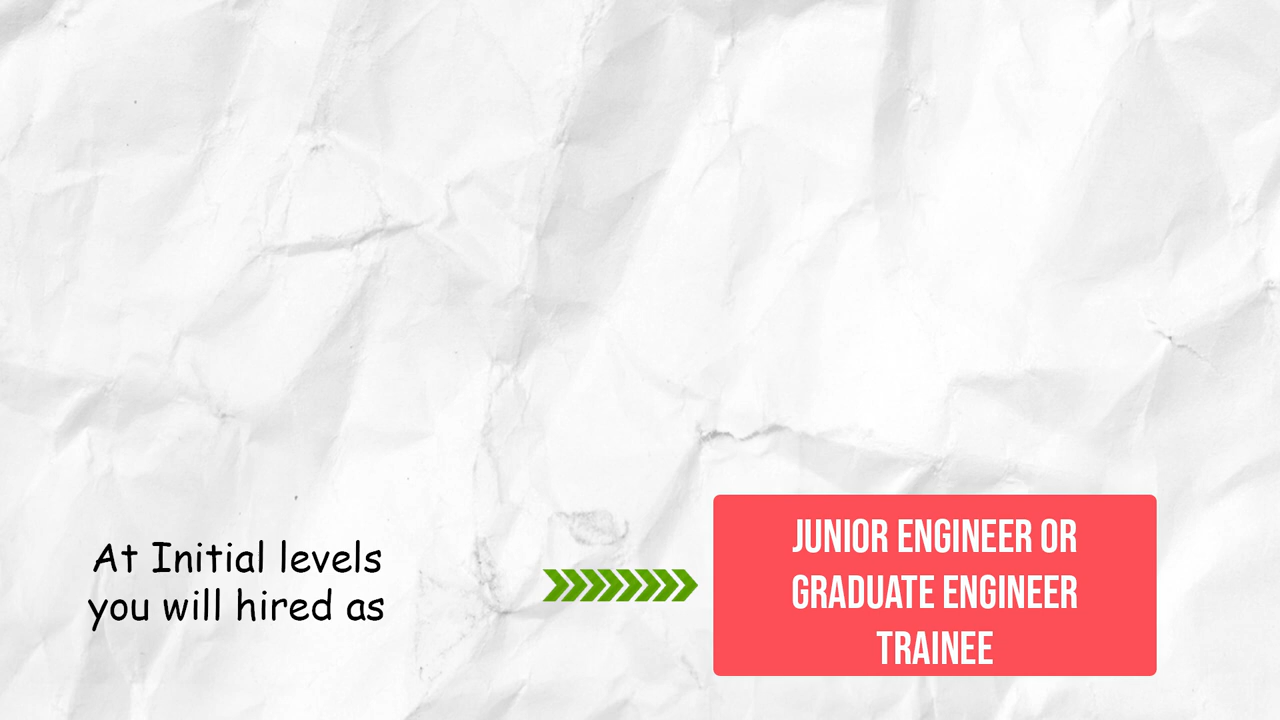 At Initial levels
you will hired as
JUNIOR ENGINEER OR
GRADUATE ENGINEER
TRAINEE